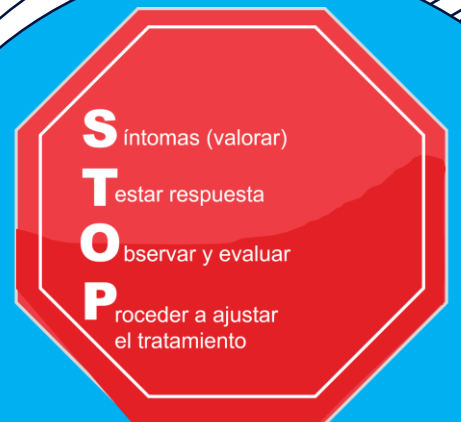 Síntomas (valorar)
Testar respuesta
Observar y evaluar
Proceder a ajustar
el tratamiento